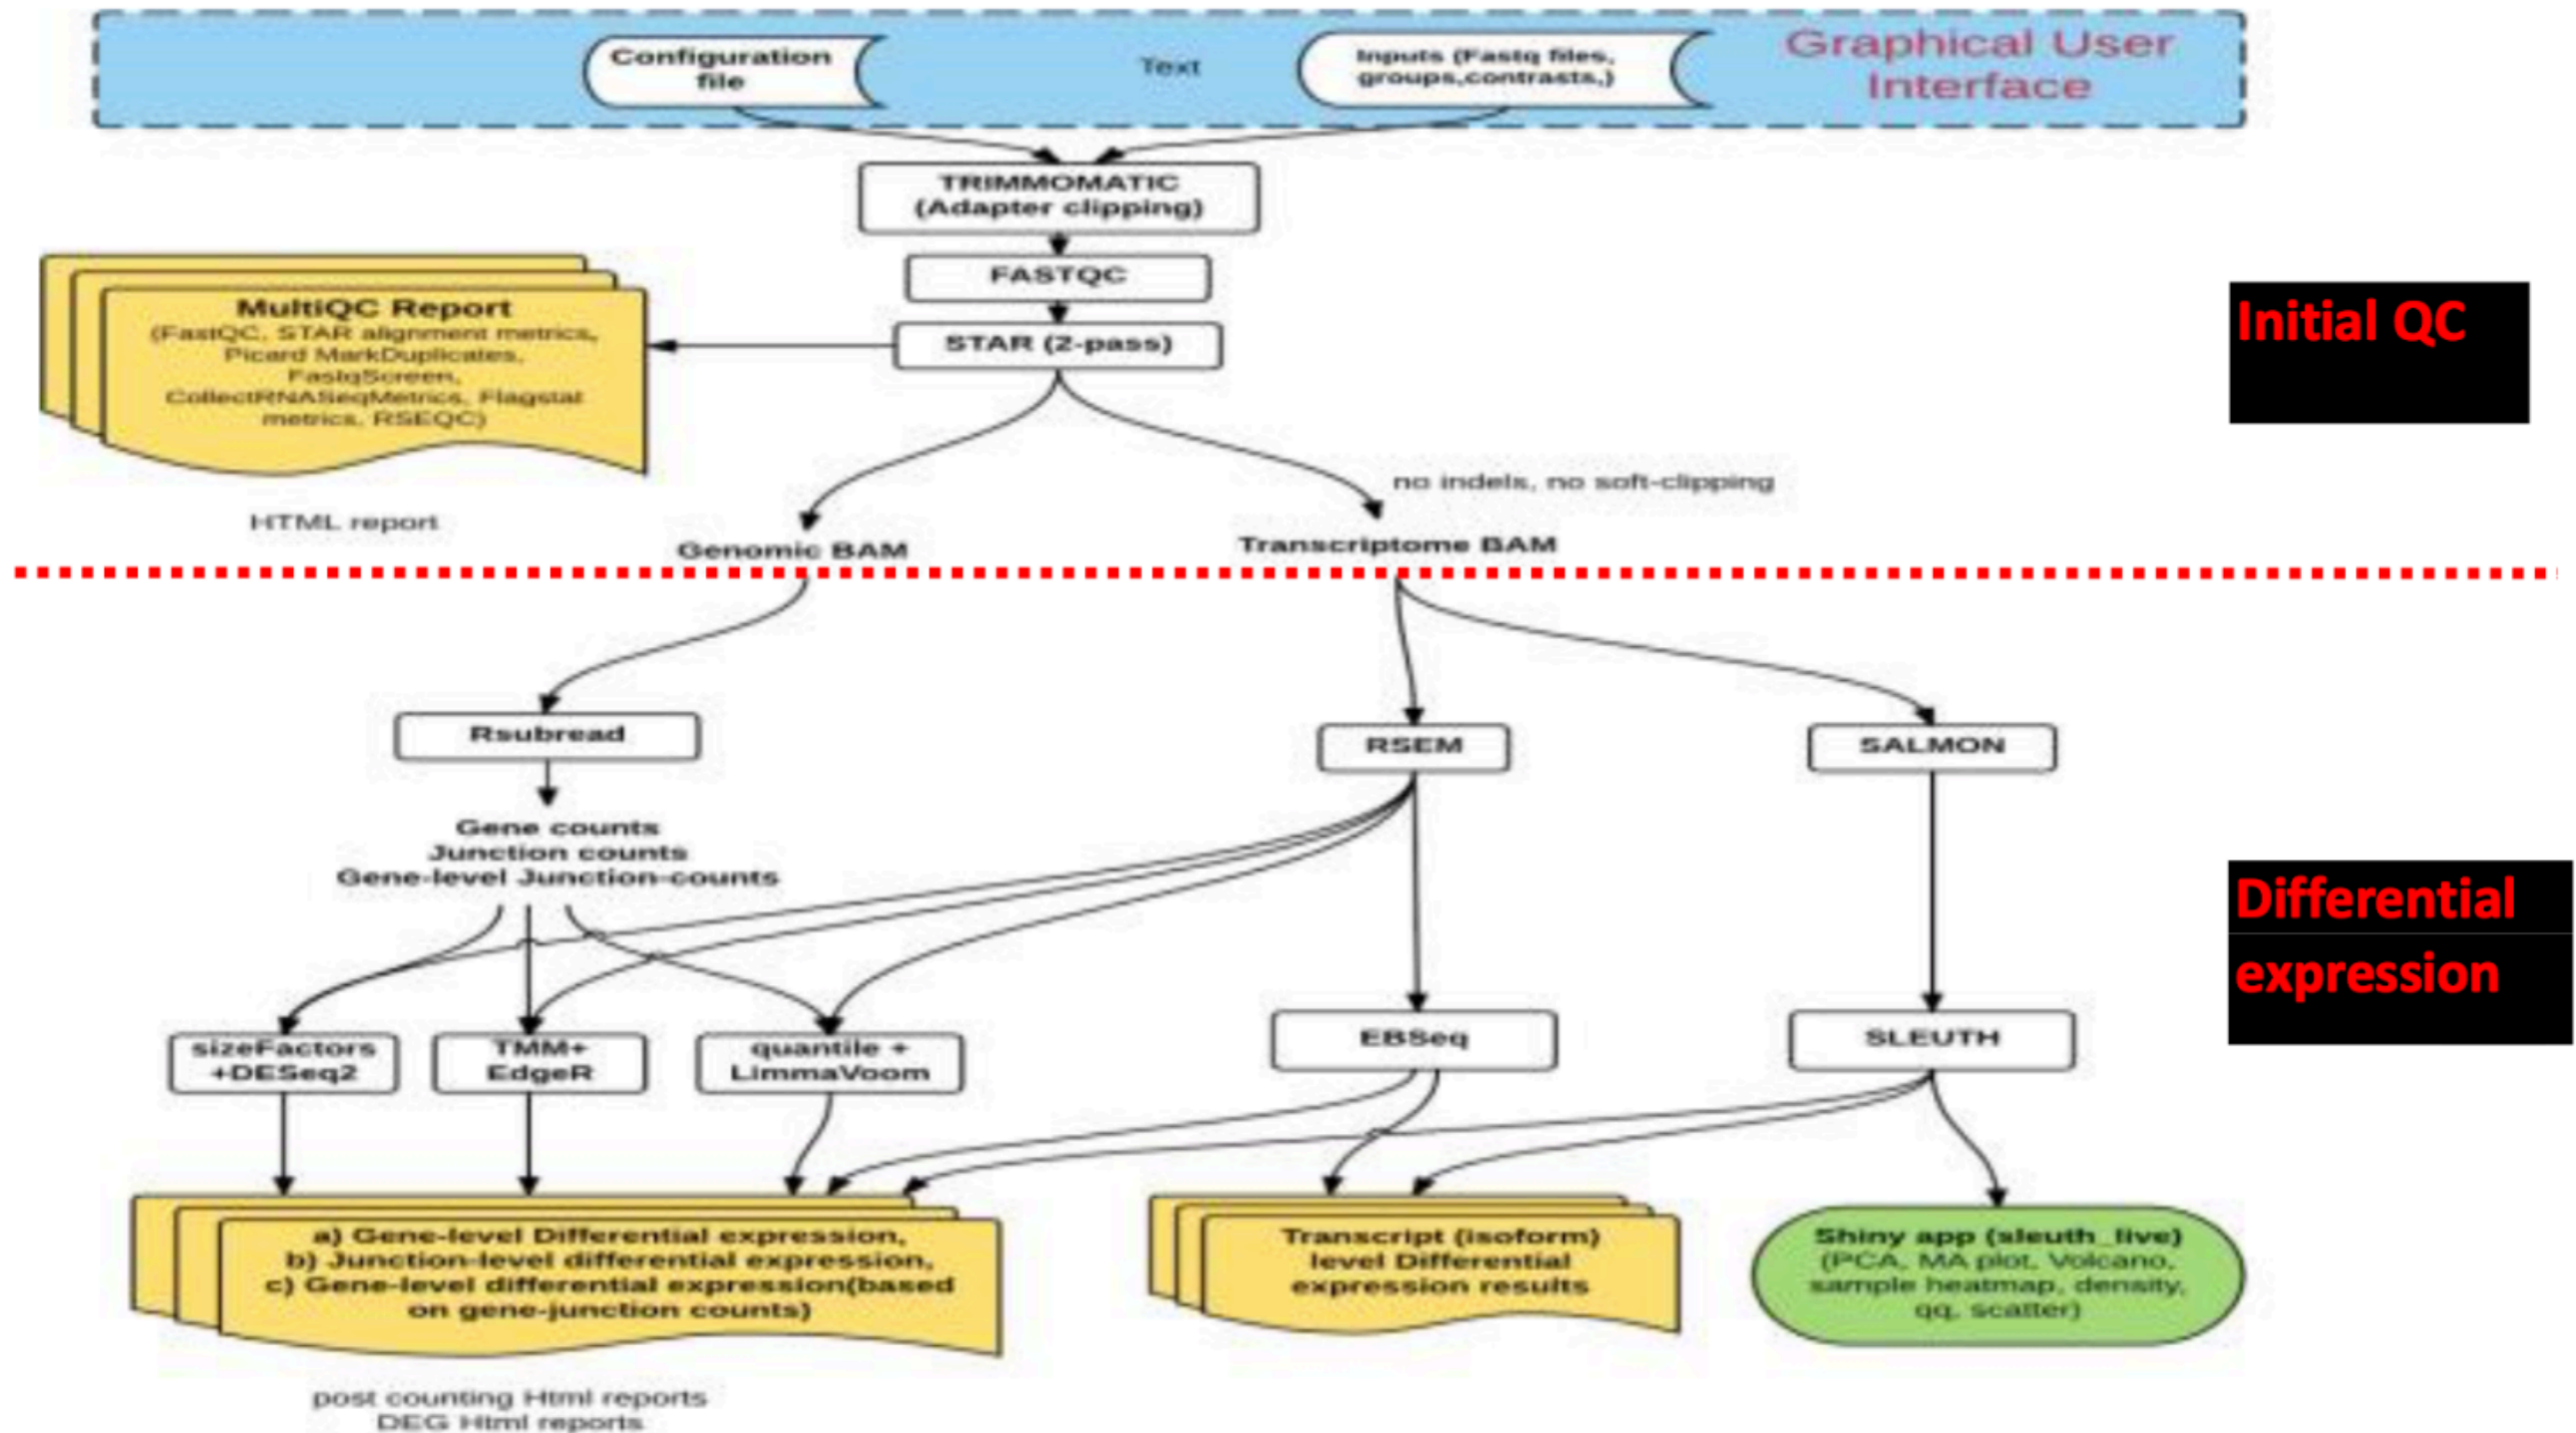 Configuration
file
Text
Inputs (Fastq files,
groups,contrasts,)
Graphical User
Interface
TRIMMOMATIC
(Adapter clipping)
FASTQC
STAR (2-pass)
MultiQC Report
(FastQC, STAR alignment metrics,
Picard MarkDuplicates,
FastqScreen,
CollectRNASeqMetrics, Flagstat
metrics, RSEQC)
HTML report
Initial QC
no indels, no soft-clipping
Genomic BAM
Transcriptome BAM
Rsubread
RSEM
SALMON
Gene counts
Junction counts
Gene-level Junction-counts
Differential
expression
sizeFactors
+DESeq2
TMM+
EdgeR
quantile +
LimmaVoom
EBSeq
SLEUTH
a) Gene-level Differential expression,
b) Junction-level differential expression,
c) Gene-level differential expression(based
on gene-junction counts)
Transcript (isoform)
level Differential
expression results
Shiny app (sleuth_live)
(PCA, MA plot, Volcano,
sample heatmap, density,
qq, scatter)
post counting Html reports
DEG Html reports